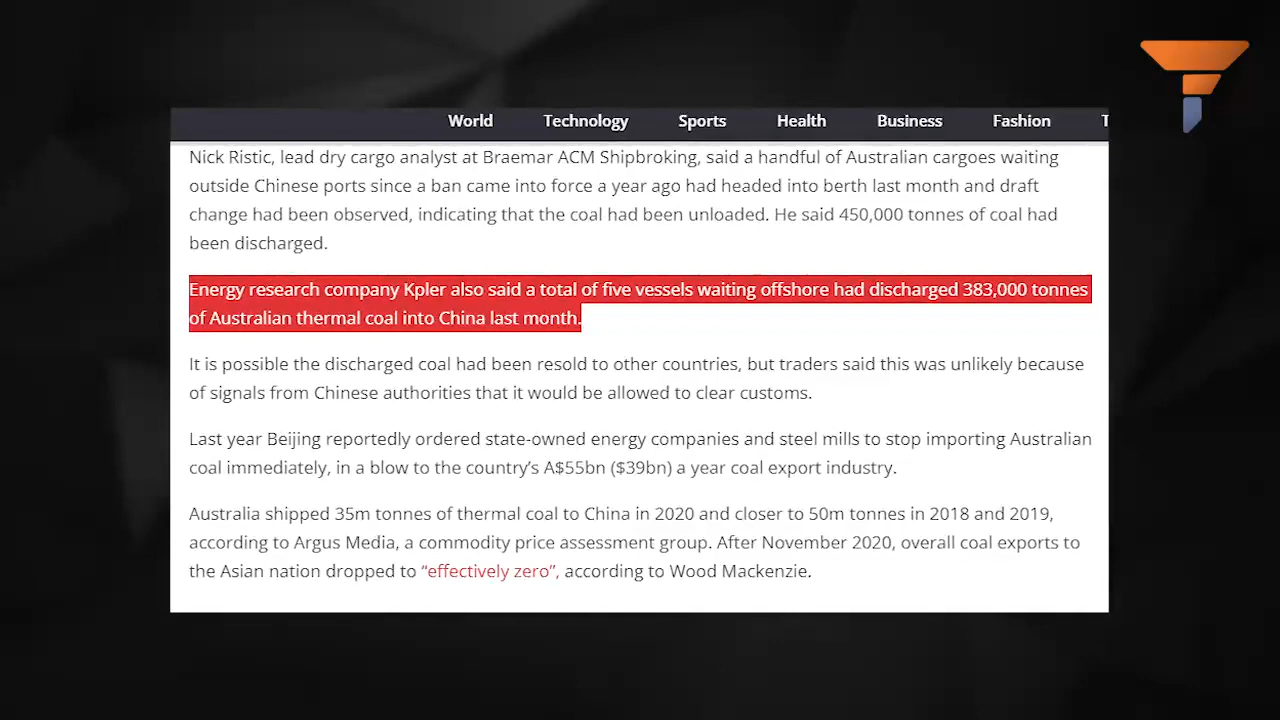 World Technology Sports Health Business Fashion T
Nick Ristic, lead dry cargo analyst at Braemar ACM Shipbroking, said a handful of Australian cargoes waiting
outside Chinese ports since a ban came into force a year ago had headed into berth last month and draft
change had been observed, indicating that the coal had been unloaded. He said 450,000 tonnes of coal had
been discharged.
Energy research company Kpler also said a total of five vessels waiting offshore had discharged 383,000 tonnes
of Australian thermal coal into China last month.
It is possible the discharged coal had been resold to other countries, but traders said this was unlikely because
of signals from Chinese authorities that it would be allowed to clear customs.
Last year Beijing reportedly ordered state-owned energy companies and steel mills to stop importing Australian
coal immediately, in a blow to the country’s A$55bn ($39bn) a year coal export industry.
Australia shipped 35m tonnes of thermal coal to China in 2020 and closer to 50m tonnes in 2018 and 2019,
according to Argus Media, a commodity price assessment group. After November 2020, overall coal exports to
the Asian nation dropped to “effectively zero”, according to Wood Mackenzie.